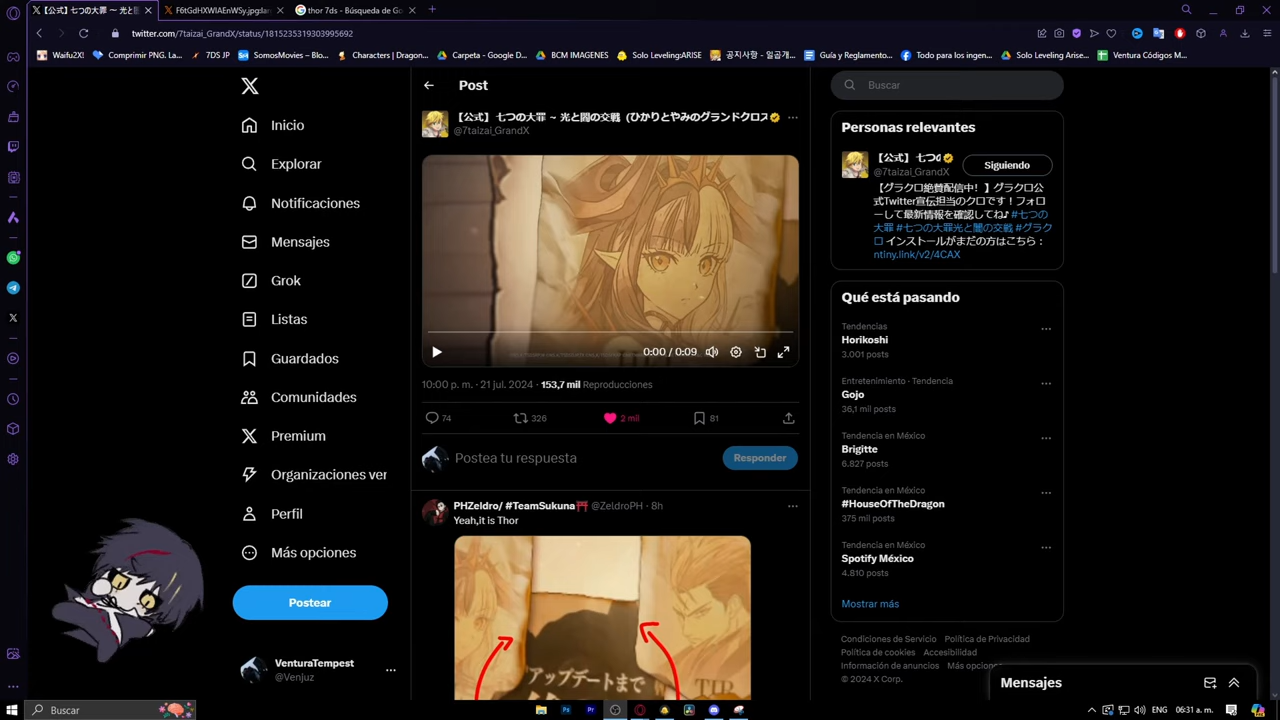 【公式】七つの大罪 ～ 光と闇
F6tGdHXWIAEnWSy.jpg:lar
thor 7ds - Búsqueda de Go
twitter.com/7taizai_GrandX/status/1815235319303995692
Waifu2X!
Comprimir PNG. La...
7DS JP
SomosMovies – Blo...
Characters | Dragon...
Carpeta - Google D...
BCM IMAGENES
Solo Leveling:ARISE
공지사항 - 일곱개...
Guía y Reglamento...
Todo para los ingen...
Solo Leveling Arise...
Ventura Códigos M...
Inicio
Explorar
Notificaciones
Mensajes
Grok
Listas
Guardados
Comunidades
Premium
Organizaciones ver
Perfil
Más opciones
Postear
VenturaTempest
@Venjuz
Post
【公式】七つの大罪 ~ 光と闇の交戦 (ひかりとやみのグランドクロス
@7taizai_GrandX
0:00 / 0:09
10:00 p. m. · 21 jul. 2024 · 153,7 mil Reproducciones
74
326
2 mil
81
Postea tu respuesta
Responder
PHZeldro/ #TeamSukuna⛩️ @ZeldroPH · 8h
Yeah,it is Thor
アップデートまで
Buscar
Personas relevantes
【公式】七つ
@7taizai_GrandX
Siguiendo
【グラクロ絶賛配信中！】グラクロ公
式Twitter宣伝担当のクロです！フォロ
ーして最新情報を確認してね♪ #七つの
大罪 #七つの大罪光と闇の交戦 #グラク
ロ インストールがまだの方はこちら：
ntiny.link/v2/4CAX
Qué está pasando
Tendencias
Horikoshi
3.001 posts
Entretenimiento · Tendencia
Gojo
36,1 mil posts
Tendencia en México
Brigitte
6.827 posts
Tendencia en México
#HouseOfTheDragon
375 mil posts
Tendencia en México
Spotify México
4.810 posts
Mostrar más
Condiciones de Servicio
Política de Privacidad
Política de cookies
Accesibilidad
Información de anuncios
Más opciones
© 2024 X Corp.
Mensajes
Buscar
ENG
06:31 a. m.